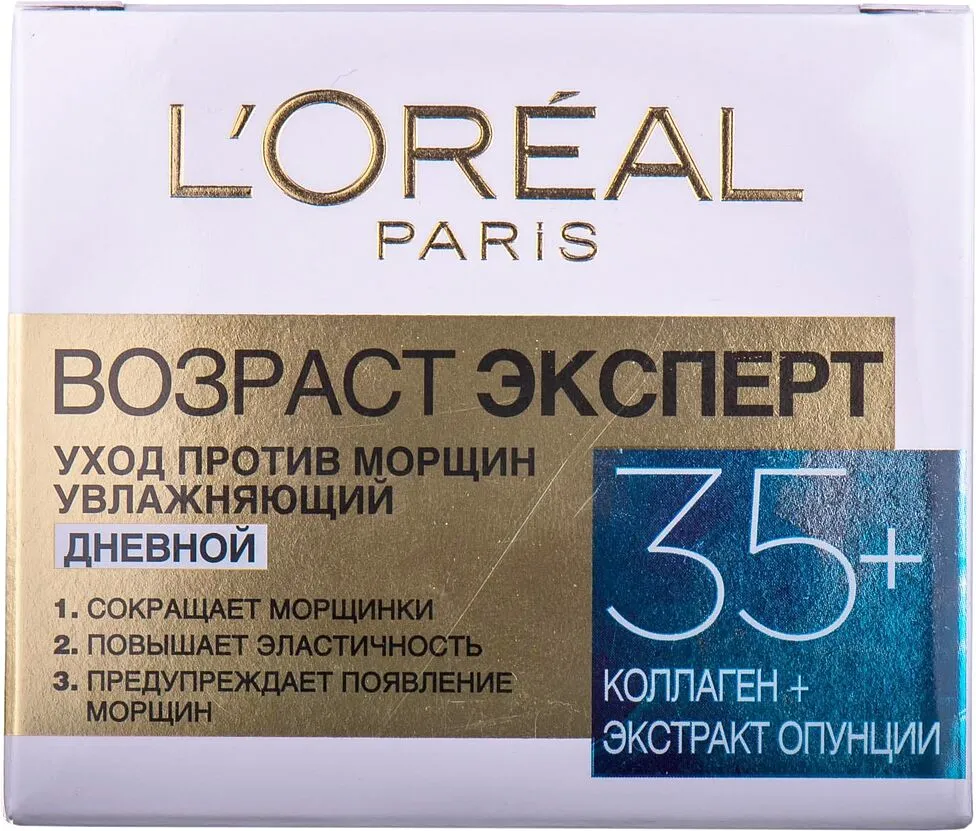 L'ORÉAL
PARIS
ВОЗРАСТ ЭКСПЕРТ
УХОД ПРОТИВ МОРЩИН
УВЛАЖНЯЮЩИЙ
ДНЕВНОЙ
1. СОКРАЩАЕТ МОРЩИНКИ
2. ПОВЫШАЕТ ЭЛАСТИЧНОСТЬ
3. ПРЕДУПРЕЖДАЕТ ПОЯВЛЕНИЕ
МОРЩИН
35+
КОЛЛАГЕН +
ЭКСТРАКТ ОПУНЦИИ